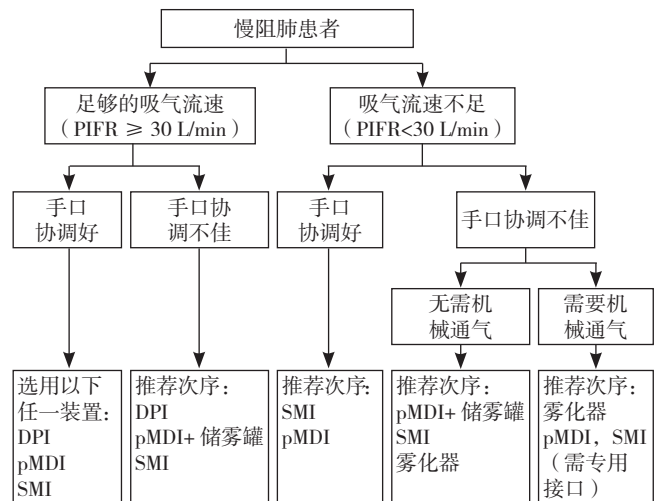 慢阻肺患者
足够的吸气流速
（PIFR ≥ 30 L/min）
吸气流速不足
（PIFR<30 L/min）
手口
协调好
手口协
调不佳
手口
协调好
手口协调不佳
无需机
械通气
需要机
械通气
选用以下
任一装置：
DPI
pMDI
SMI
推荐次序：
DPI
pMDI+ 储雾罐
SMI
推荐次序：
SMI
pMDI
推荐次序：
pMDI+ 储雾罐
SMI
雾化器
推荐次序：
雾化器
pMDI，SMI
（需专用
接口）